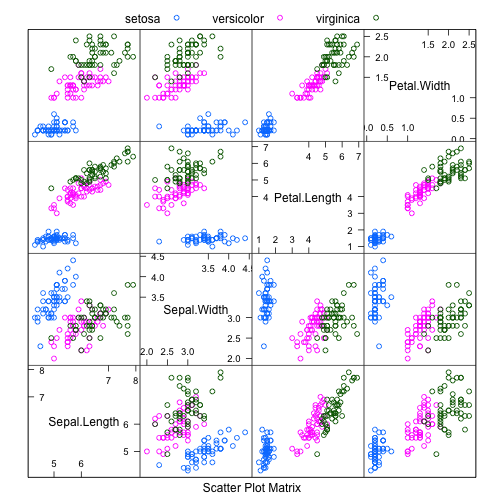 setosa versicolor virginica
1.5 2.0 2.5
2.5
2.0
1.5
Petal.Width
1.0
0.5
0.0
0.0 0.5 1.0
7
6
5
4
4 5 6 7
Petal.Length
4
3
2
1
1 2 3 4
4.5
4.0
3.5
3.5 4.0 4.5
Sepal.Width
3.0
2.5
2.0
2.0 2.5 3.0
8
7
7 8
Sepal.Length
6
5
5 6
Scatter Plot Matrix